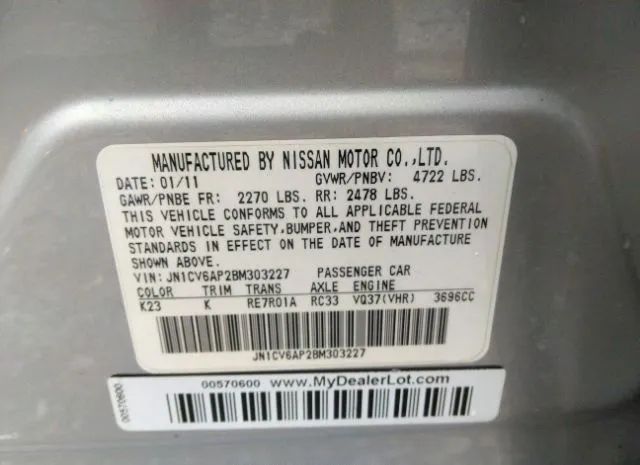 MANUFACTURED BY NISSAN MOTOR CO.,LTD.
DATE: 01/11 GVWR/PNBV: 4722 LBS.
GAWR/PNBE FR: 2270 LBS. RR: 2478 LBS.
THIS VEHICLE CONFORMS TO ALL APPLICABLE FEDERAL
MOTOR VEHICLE SAFETY,BUMPER,AND THEFT PREVENTION
STANDARDS IN EFFECT ON THE DATE OF MANUFACTURE
SHOWN ABOVE.
VIN: JN1CV6AP2BM303227 PASSENGER CAR
COLOR TRIM TRANS AXLE ENGINE
K23 K RE7R01A RC33 VQ37(VHR) 3696CC
JN1CV6AP2BM303227
00570600 www.MyDealerLot.com
00570600